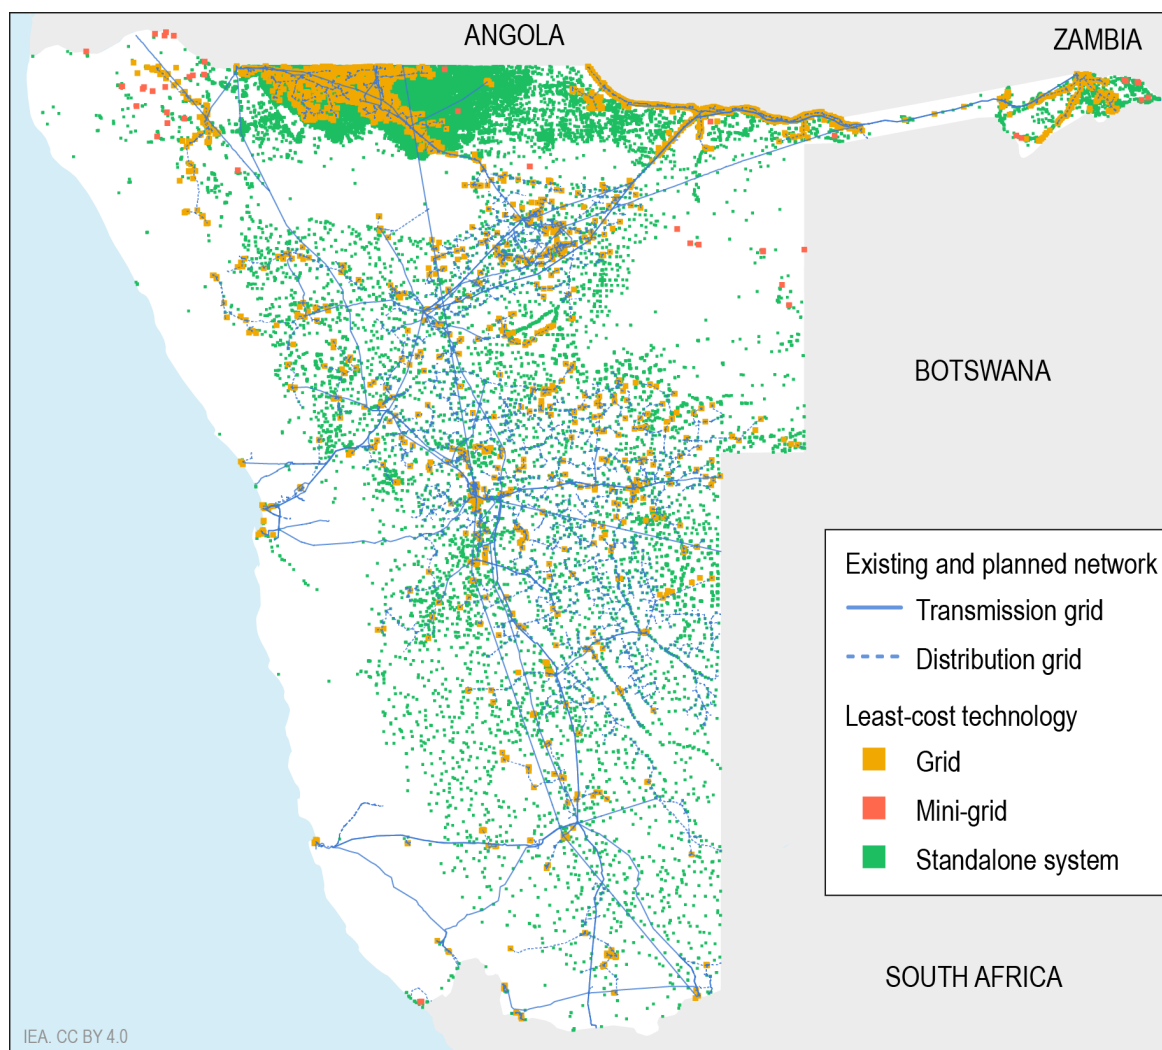 ANGOLA
ZAMBIA
BOTSWANA
Existing and planned network
Transmission grid
Distribution grid
Least-cost technology
Grid
Mini-grid
Standalone system
SOUTH AFRICA
IEA. CC BY 4.0